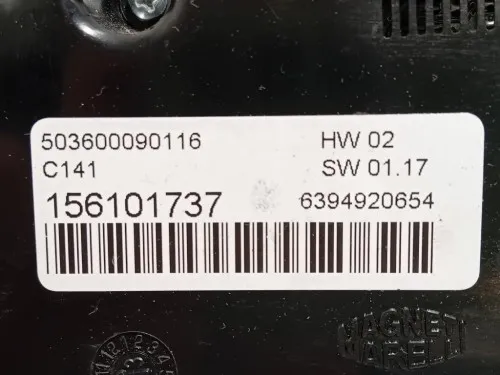 503600090116
HW 02
C141
SW 01.17
156101737
6394920654
MAGNETI
MARELLI